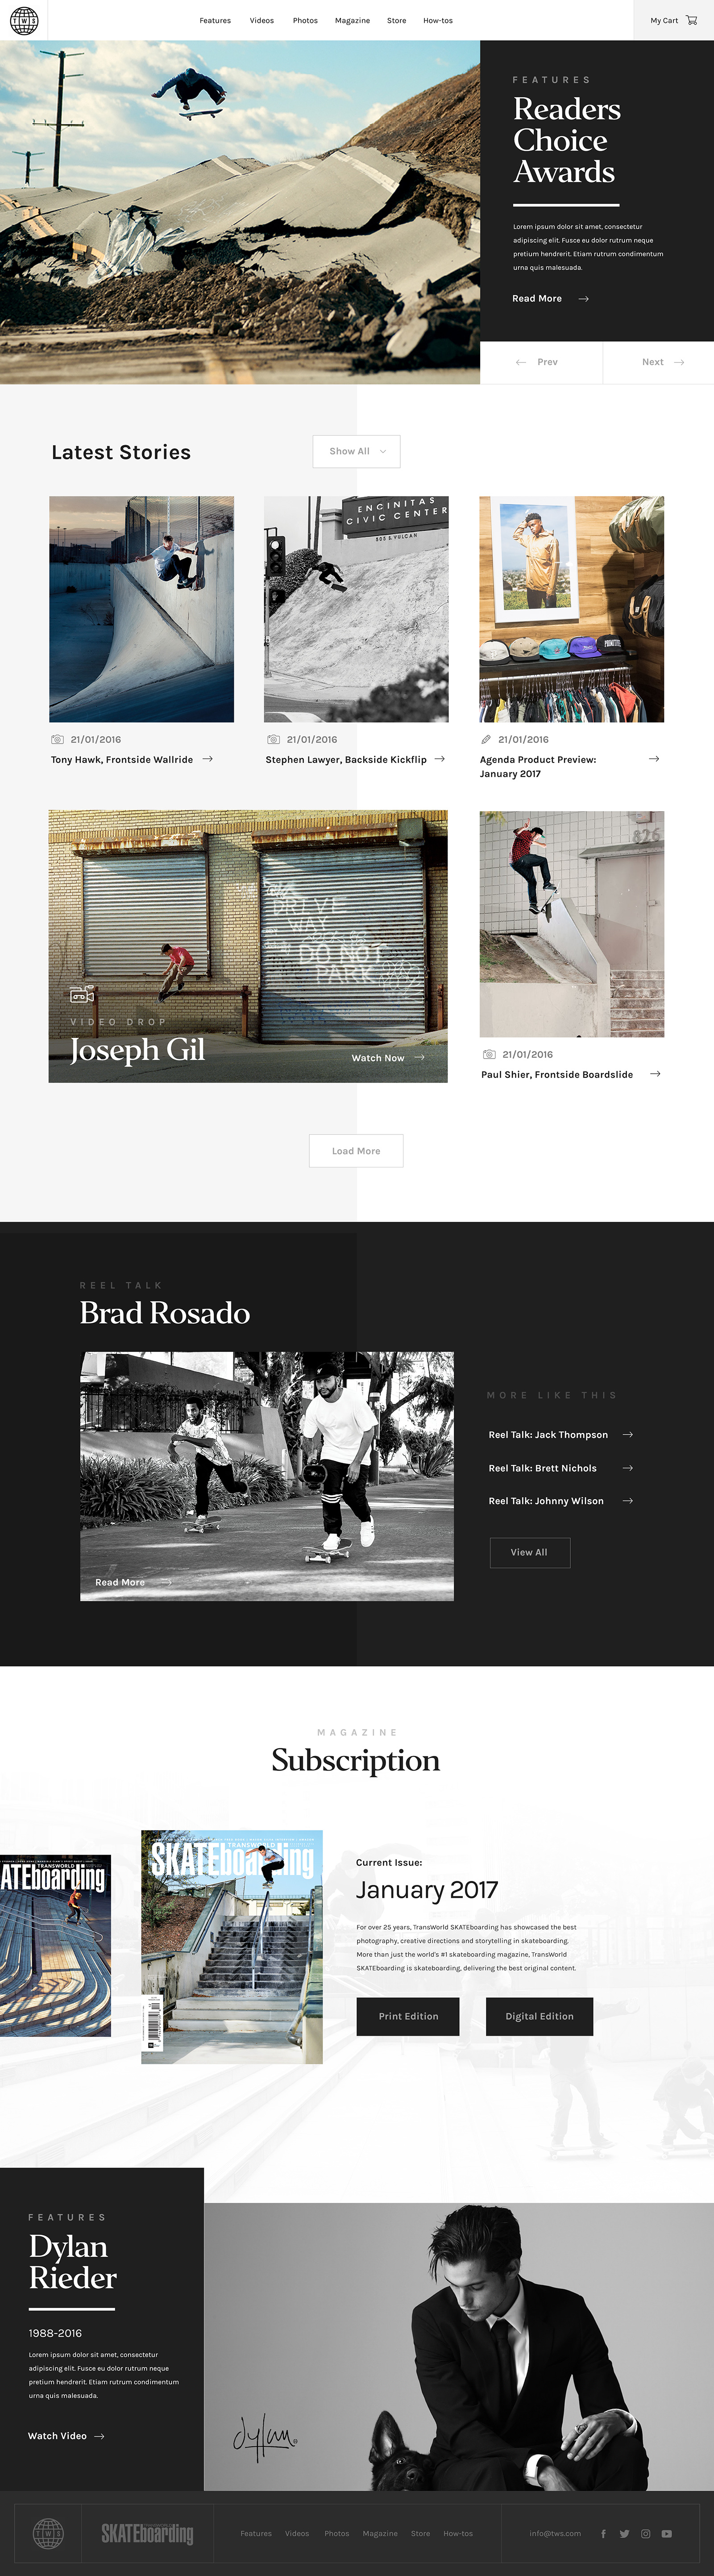 TWS
Features Videos Photos Magazine Store How-tos
My Cart
FEATURES
Readers
Choice
Awards
Lorem ipsum dolor sit amet, consectetur
adipiscing elit. Fusce eu dolor rutrum neque
pretium hendrerit. Etiam rutrum condimentum
urna quis malesuada.
Read More
Prev
Next
Latest Stories
Show All
ENCINITAS
CIVIC CENTER
505 S. VULCAN
PRIMITIVE
21/01/2016
21/01/2016
21/01/2016
Tony Hawk, Frontside Wallride
Stephen Lawyer, Backside Kickflip
Agenda Product Preview:
January 2017
826
DRIVE
WAY
DO NOT
PARK
VIDEO DROP
Joseph Gil
Watch Now
21/01/2016
Paul Shier, Frontside Boardslide
Load More
REEL TALK
Brad Rosado
Read More
MORE LIKE THIS
Reel Talk: Jack Thompson
Reel Talk: Brett Nichols
Reel Talk: Johnny Wilson
View All
MAGAZINE
Subscription
TRANSWORLD
ATEboarding
TRANSWORLD
SKATEboarding
Current Issue:
January 2017
For over 25 years, TransWorld SKATEboarding has showcased the best
photography, creative directions and storytelling in skateboarding.
More than just the world's #1 skateboarding magazine, TransWorld
SKATEboarding is skateboarding, delivering the best original content.
Print Edition
Digital Edition
FEATURES
Dylan
Rieder
1988-2016
Lorem ipsum dolor sit amet, consectetur
adipiscing elit. Fusce eu dolor rutrum neque
pretium hendrerit. Etiam rutrum condimentum
urna quis malesuada.
Watch Video
dylan®
TWS
SKATEboarding
Features Videos Photos Magazine Store How-tos
info@tws.com